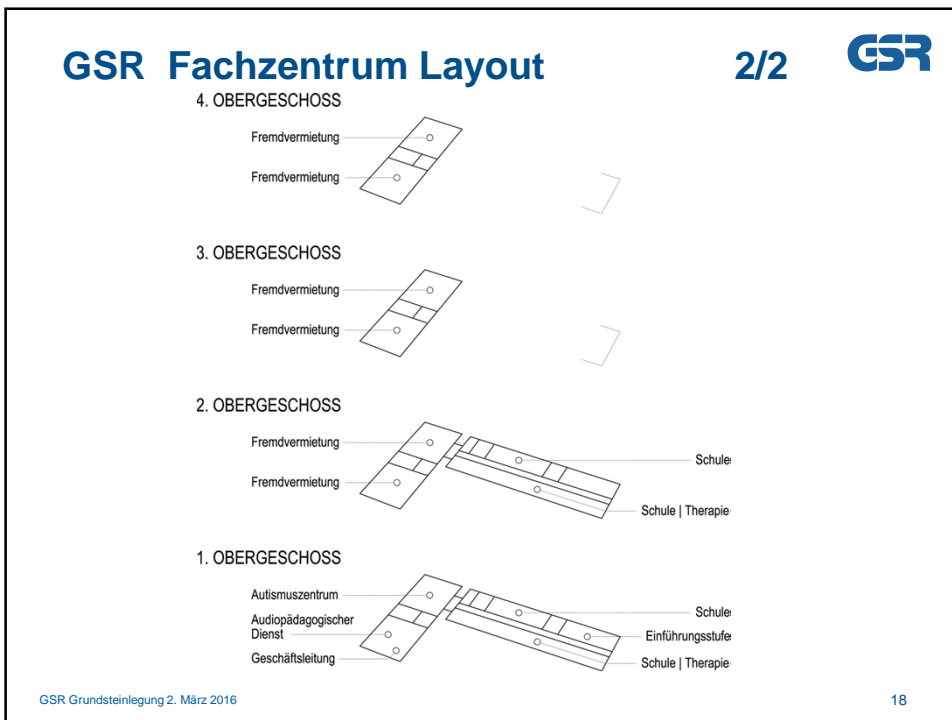 GSR Fachzentrum Layout 2/2
GSR
4. OBERGESCHOSS
Fremdvermietung
Fremdvermietung
3. OBERGESCHOSS
Fremdvermietung
Fremdvermietung
2. OBERGESCHOSS
Fremdvermietung
Schule
Fremdvermietung
Schule | Therapie
1. OBERGESCHOSS
Autismuszentrum
Schule
Audiopädagogischer
Dienst
Einführungsstufe
Geschäftsleitung
Schule | Therapie
GSR Grundsteinlegung 2. März 2016
18